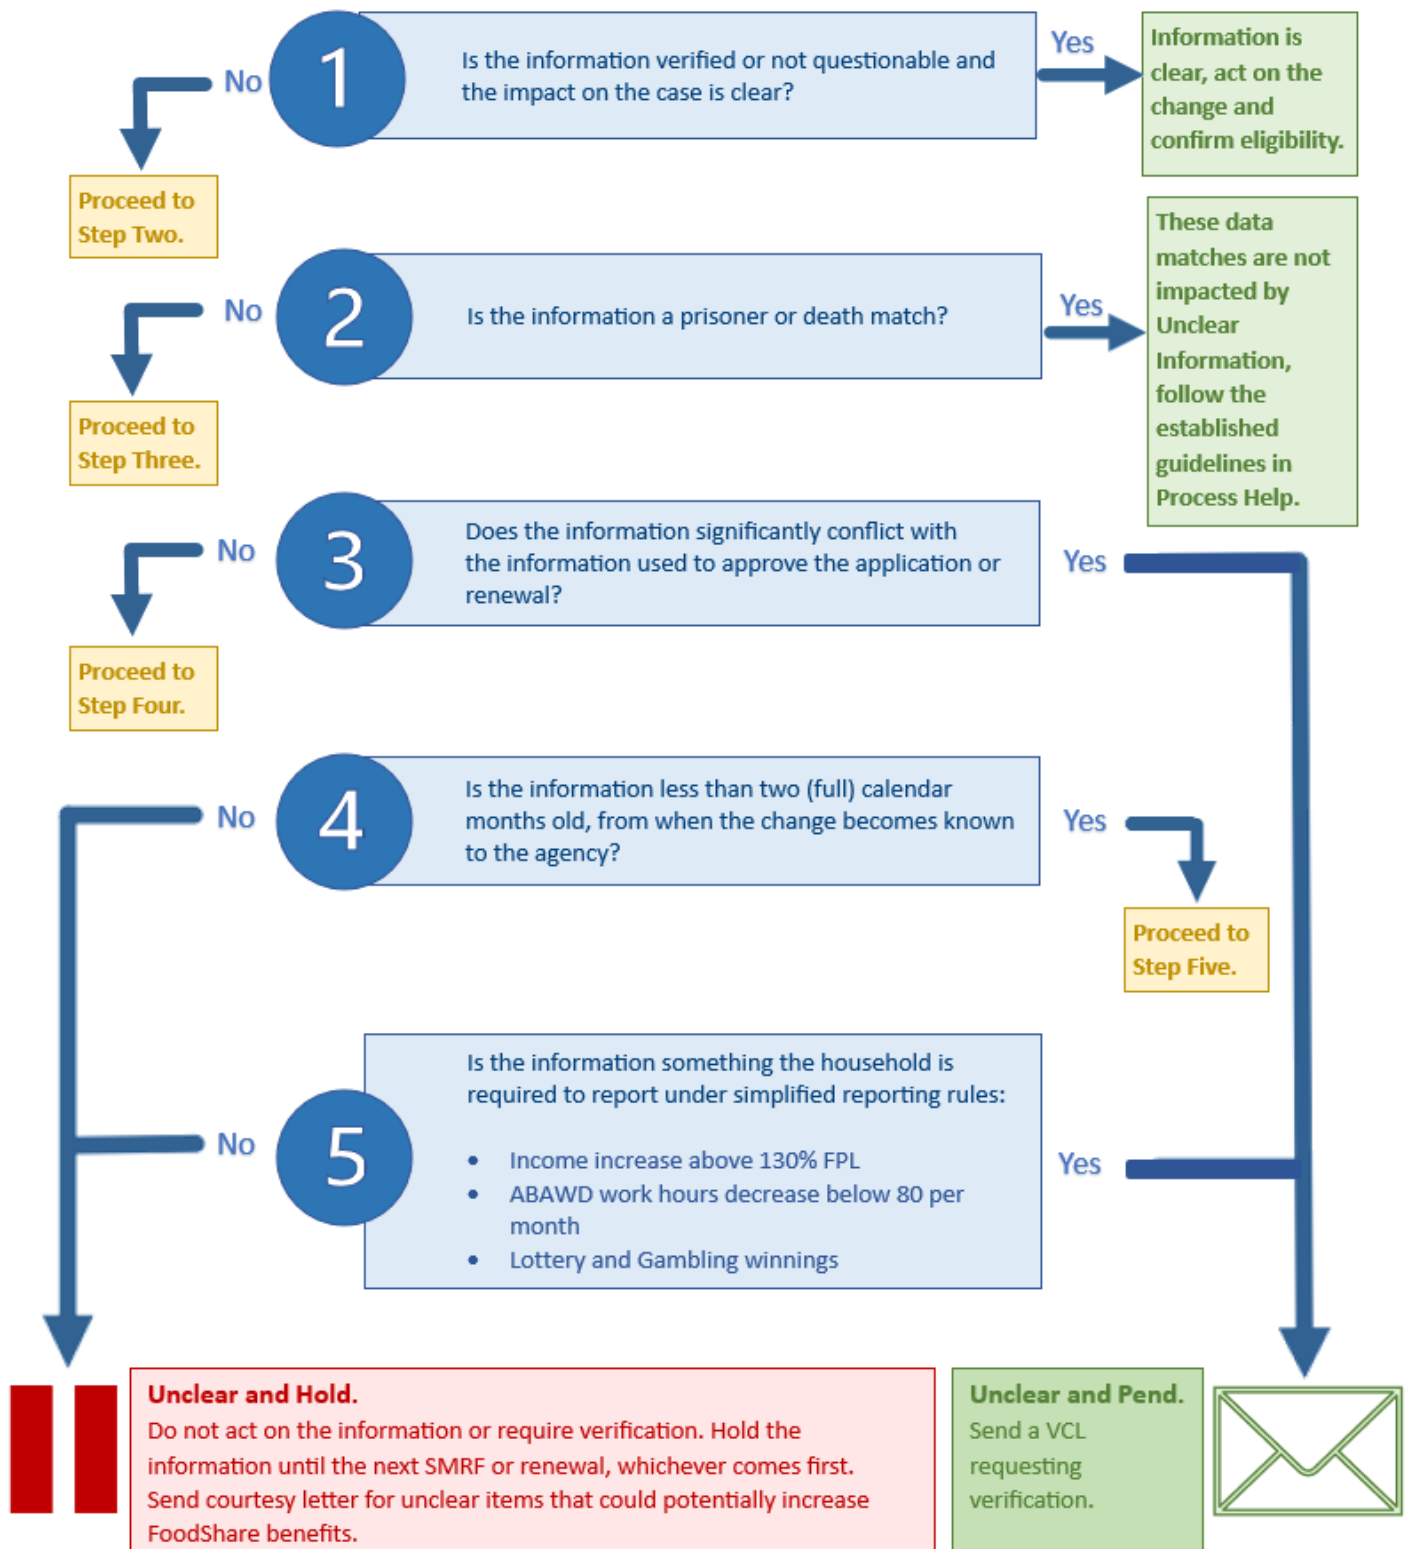 1
Is the information verified or not questionable and
the impact on the case is clear?
Yes
Information is
clear, act on the
change and
confirm eligibility.
No
Proceed to
Step Two.
2
Is the information a prisoner or death match?
Yes
These data
matches are not
impacted by
Unclear
Information,
follow the
established
guidelines in
Process Help.
No
Proceed to
Step Three.
3
Does the information significantly conflict with
the information used to approve the application or
renewal?
Yes
No
Proceed to
Step Four.
4
Is the information less than two (full) calendar
months old, from when the change becomes known
to the agency?
No
Yes
Proceed to
Step Five.
5
Is the information something the household is
required to report under simplified reporting rules:
• Income increase above 130% FPL
• ABAWD work hours decrease below 80 per
month
• Lottery and Gambling winnings
No
Yes
Unclear and Hold.
Do not act on the information or require verification. Hold the
information until the next SMRF or renewal, whichever comes first.
Send courtesy letter for unclear items that could potentially increase
FoodShare benefits.
Unclear and Pend.
Send a VCL
requesting
verification.